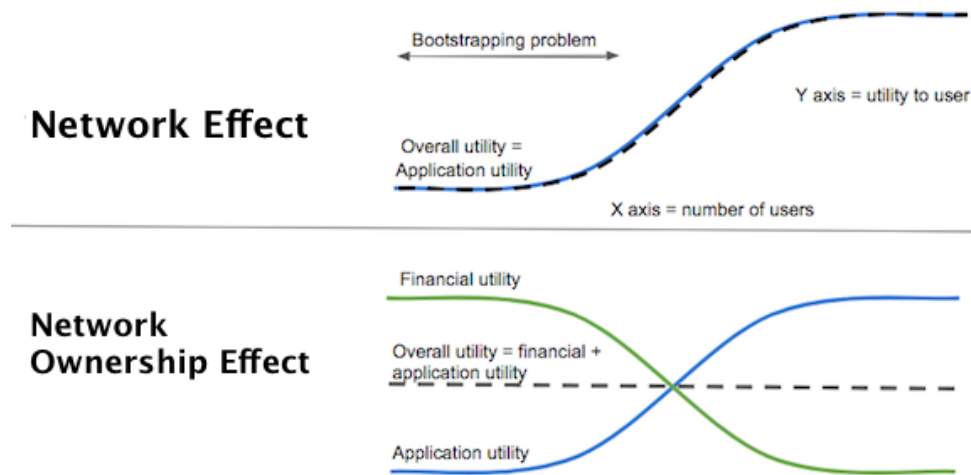 Bootstrapping problem
Network Effect
Y axis = utility to user
Overall utility =
Application utility
X axis = number of users
Financial utility
Network
Ownership Effect
Overall utility = financial +
application utility
Application utility